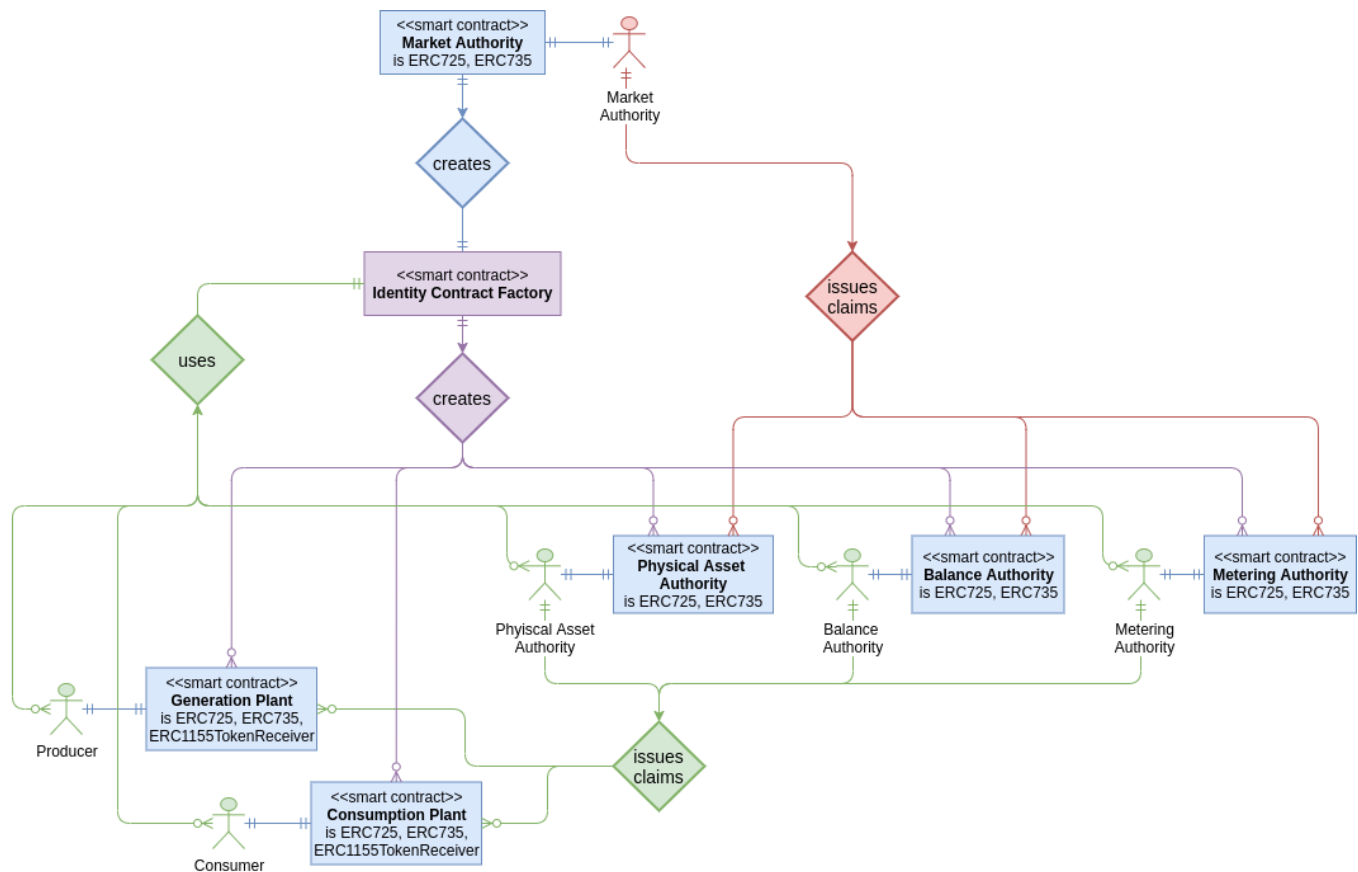 <<smart contract>>
Market Authority
is ERC725, ERC735
Market
Authority
creates
<<smart contract>>
Identity Contract Factory
issues
claims
uses
creates
<<smart contract>>
Physical Asset
Authority
is ERC725, ERC735
<<smart contract>>
Balance Authority
is ERC725, ERC735
<<smart contract>>
Metering Authority
is ERC725, ERC735
Phyiscal Asset
Authority
Balance
Authority
Metering
Authority
<<smart contract>>
Generation Plant
is ERC725, ERC735,
ERC1155TokenReceiver
Producer
issues
claims
<<smart contract>>
Consumption Plant
is ERC725, ERC735,
ERC1155TokenReceiver
Consumer